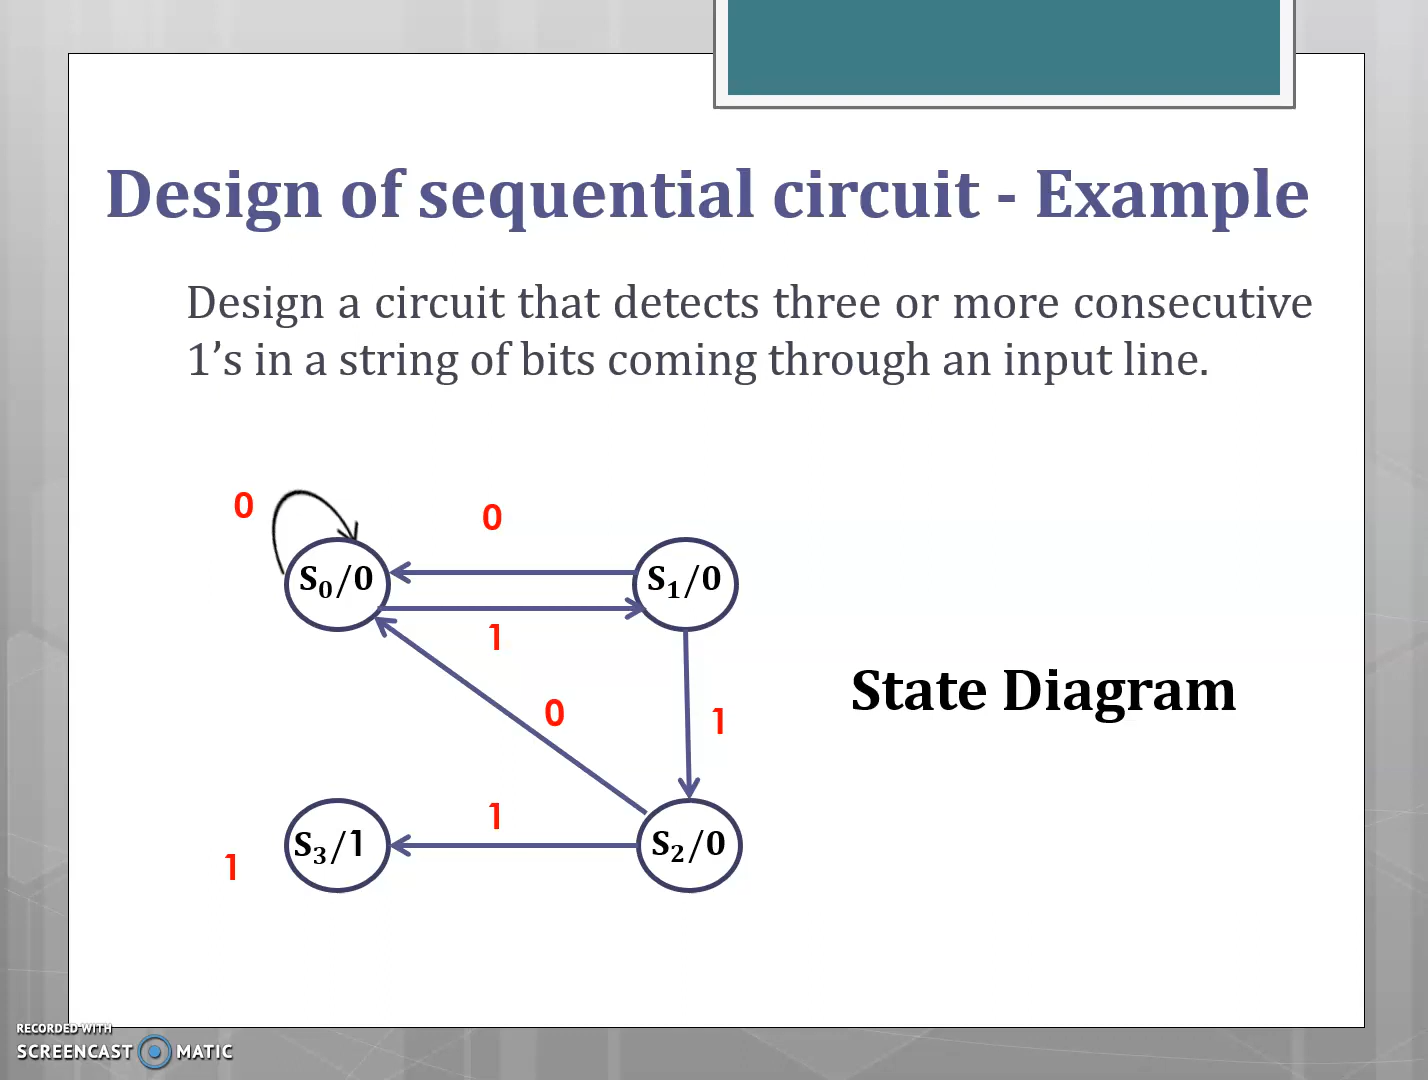 Design of sequential circuit - Example
Design a circuit that detects three or more consecutive
1’s in a string of bits coming through an input line.
0
0
S₀/0
S₁/0
1
0
1
State Diagram
1
S₃/1
S₂/0
1
RECORDED WITH
SCREENCAST MATIC